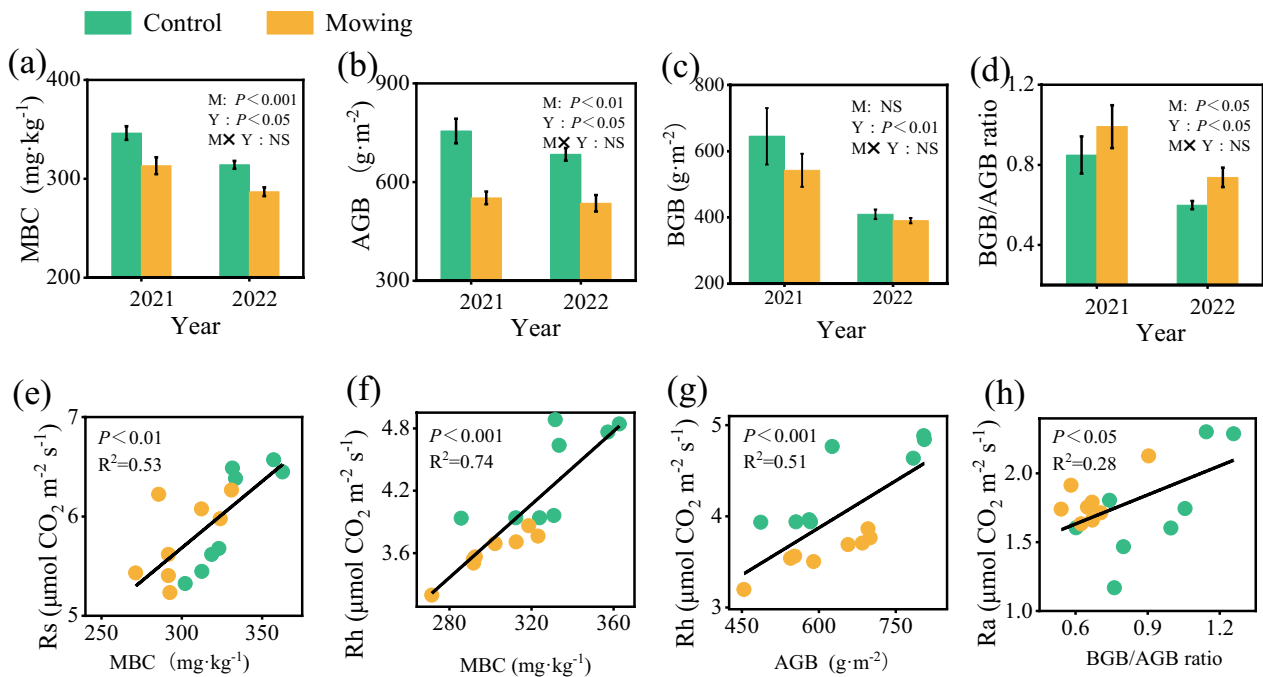 Control
Mowing
(a)
400
300
200
MBC (mg·kg⁻¹)
M: P＜0.001
Y : P＜0.05
M✕ Y : NS
2021
2022
Year
(b)
900
600
300
AGB (g·m⁻²)
M: P＜0.01
Y : P＜0.05
M✕ Y : NS
2021
2022
Year
(c)
800
600
400
200
BGB (g·m⁻²)
M: NS
Y : P＜0.01
M✕ Y : NS
2021
2022
Year
(d)
1.2
0.8
0.4
BGB/AGB ratio
M: P＜0.05
Y : P＜0.05
M✕ Y : NS
2021
2022
Year
(e)
7
6
5
Rs (μmol CO₂ m⁻² s⁻¹)
P＜0.01
R²=0.53
250
300
350
MBC (mg·kg⁻¹)
(f)
4.8
4.2
3.6
Rh (μmol CO₂ m⁻² s⁻¹)
P＜0.001
R²=0.74
280
320
360
MBC (mg·kg⁻¹)
(g)
5
4
3
Rh (μmol CO₂ m⁻² s⁻¹)
P＜0.001
R²=0.51
450
600
750
AGB (g·m⁻²)
(h)
2.0
1.5
1.0
Ra (μmol CO₂ m⁻² s⁻¹)
P＜0.05
R²=0.28
0.6
0.9
1.2
BGB/AGB ratio